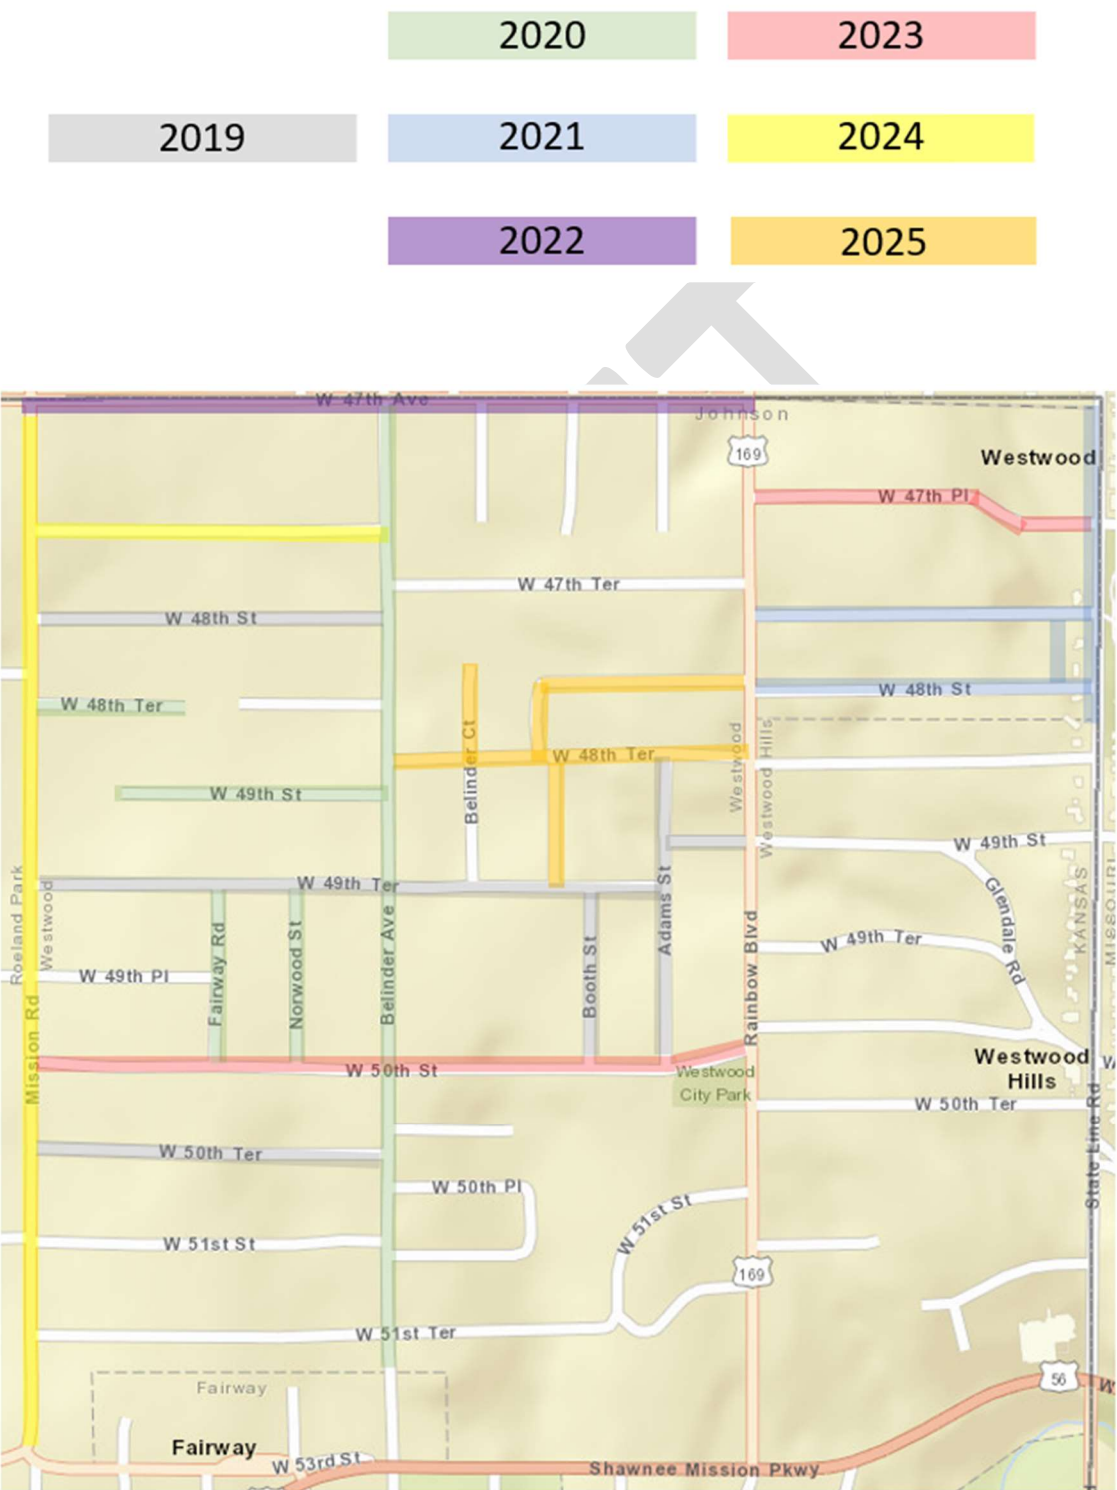 2020
2023
2019
2021
2024
2022
2025
W 47th Ave
Johnson
169
Westwood
W 47th Pl
W 47th Ter
W 48th St
W 48th St
W 48th Ter
Belinder Ct
W 48th Ter
Westwood
Westwood Hills
W 49th St
W 49th St
Roeland Park
Westwood
W 49th Ter
Adams St
Glendale Rd
KANSAS
MISSOURI
W 49th Ter
Fairway Rd
Norwood St
Belinder Ave
Booth St
Rainbow Blvd
W 49th Pl
Mission Rd
W 50th St
Westwood
City Park
Westwood
Hills
W
W 50th Ter
State Line Rd
W 50th Ter
W 50th Pl
W 51st St
W 51st St
169
W 51st Ter
Fairway
56
W
Fairway
W 53rd St
Shawnee Mission Pkwy